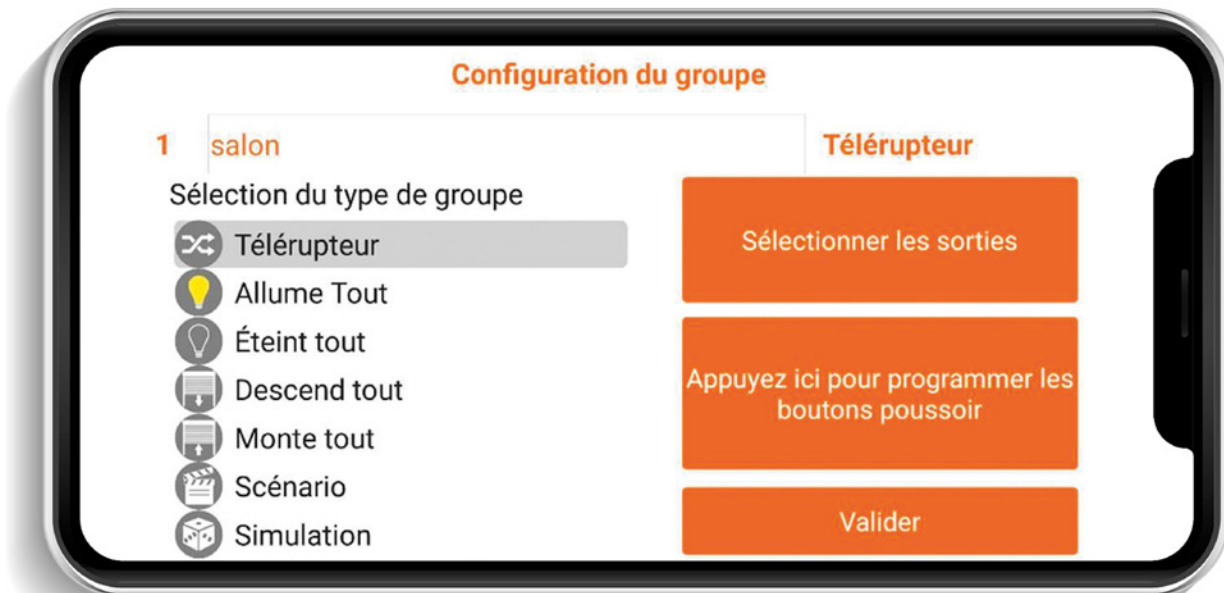 Configuration du groupe
1 salon Télérupteur
Sélection du type de groupe
Télérupteur
Allume Tout
Éteint tout
Descend tout
Monte tout
Scénario
Simulation
Sélectionner les sorties
Appuyez ici pour programmer les
boutons poussoir
Valider